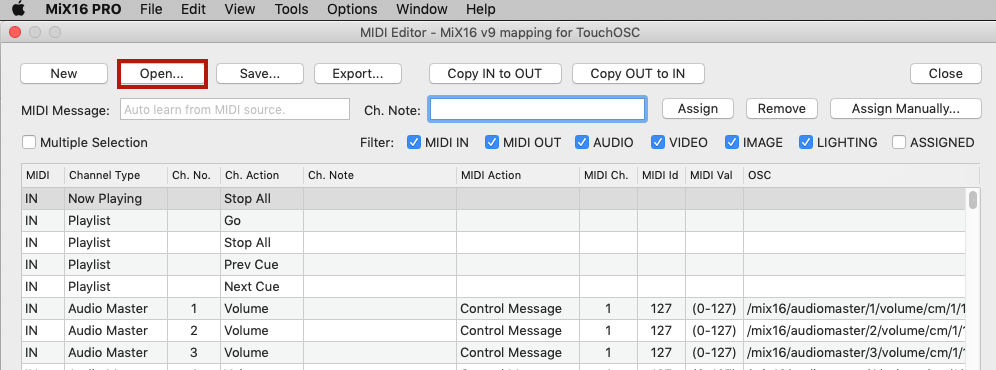 MiX16 PRO File Edit View Tools Options Window Help
MIDI Editor - MiX16 v9 mapping for TouchOSC
New Open... Save... Export... Copy IN to OUT Copy OUT to IN Close
MIDI Message: Auto learn from MIDI source. Ch. Note: Assign Remove Assign Manually...
Multiple Selection Filter: MIDI IN MIDI OUT AUDIO VIDEO IMAGE LIGHTING ASSIGNED
MIDI Channel Type Ch. No. Ch. Action Ch. Note MIDI Action MIDI Ch. MIDI Id MIDI Val OSC
IN Now Playing Stop All
IN Playlist Go
IN Playlist Stop All
IN Playlist Prev Cue
IN Playlist Next Cue
IN Audio Master 1 Volume Control Message 1 127 (0-127) /mix16/audiomaster/1/volume/cm/1/1
IN Audio Master 2 Volume Control Message 1 127 (0-127) /mix16/audiomaster/2/volume/cm/1/1
IN Audio Master 3 Volume Control Message 1 127 (0-127) /mix16/audiomaster/3/volume/cm/1/1